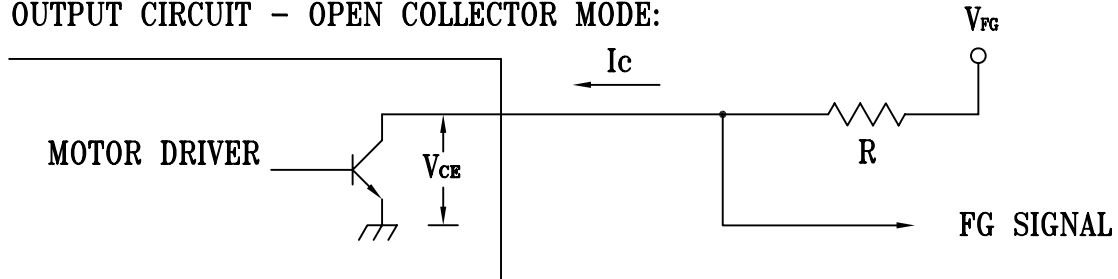 OUTPUT CIRCUIT - OPEN COLLECTOR MODE:
VFG
Ic
MOTOR DRIVER
VCE
R
FG SIGNAL